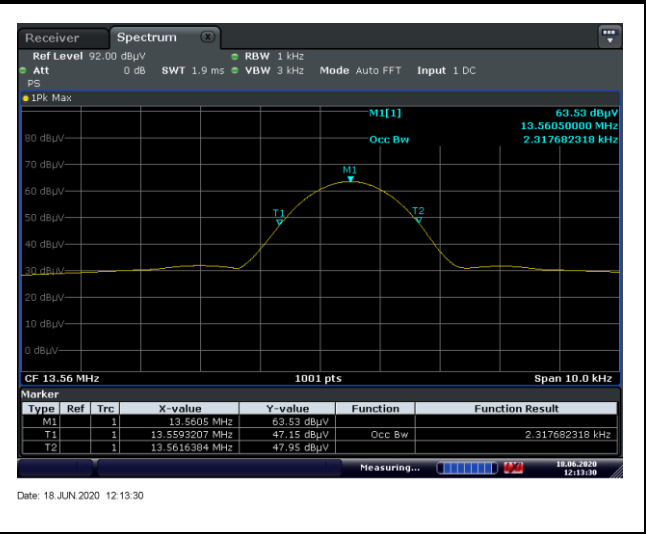 Receiver Spectrum
Ref Level 92.00 dBµV RBW 1 kHz
Att 0 dB SWT 1.9 ms VBW 3 kHz Mode Auto FFT Input 1 DC
PS
1Pk Max
M1[1] 63.53 dBµV
13.56050000 MHz
80 dBµV
Occ Bw 2.317682318 kHz
70 dBµV
M1
60 dBµV
T1 T2
50 dBµV
40 dBµV
30 dBµV
20 dBµV
10 dBµV
0 dBµV
CF 13.56 MHz 1001 pts Span 10.0 kHz
Marker
Type Ref Trc X-value Y-value Function Function Result
M1 1 13.5605 MHz 63.53 dBµV
T1 1 13.5593207 MHz 47.15 dBµV Occ Bw 2.317682318 kHz
T2 1 13.5616384 MHz 47.95 dBµV
Measuring... 18.06.2020
12:13:30
Date: 18.JUN.2020 12:13:30